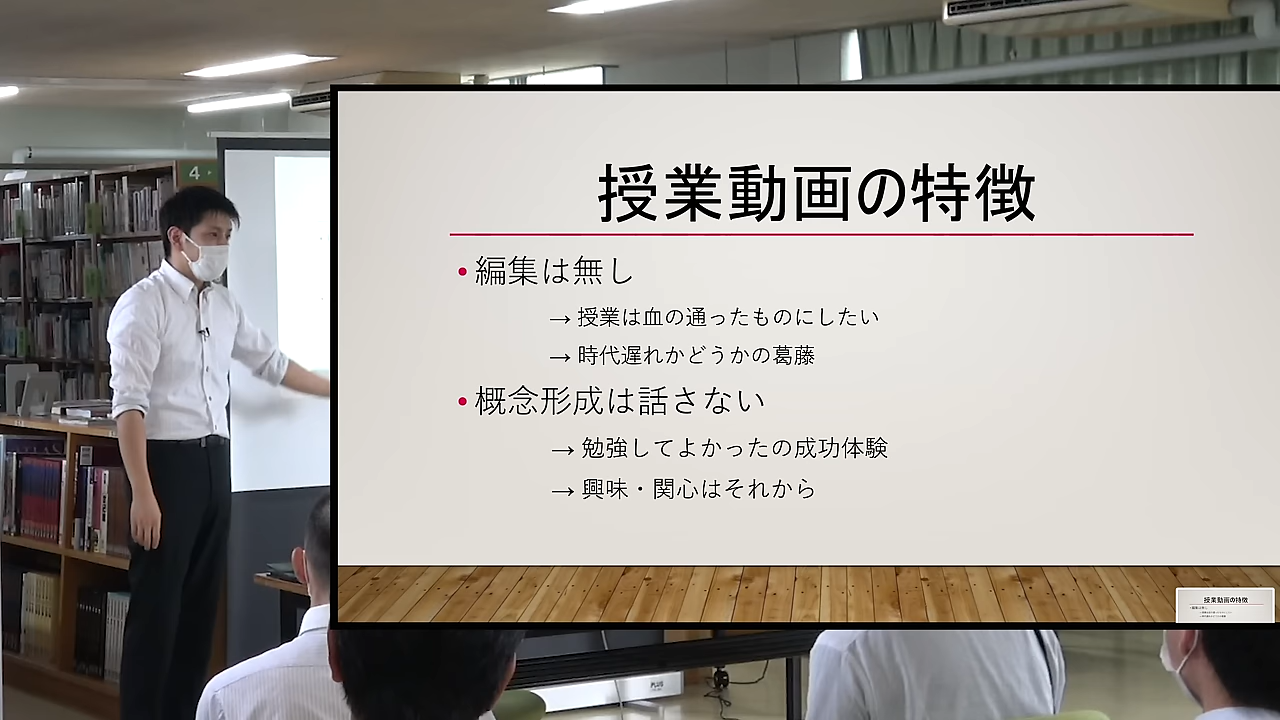 4
授業動画の特徴
• 編集は無し
→ 授業は血の通ったものにしたい
→ 時代遅れかどうかの葛藤
• 概念形成は話さない
→ 勉強してよかったの成功体験
→ 興味・関心はそれから
授業動画の特徴
PLUS